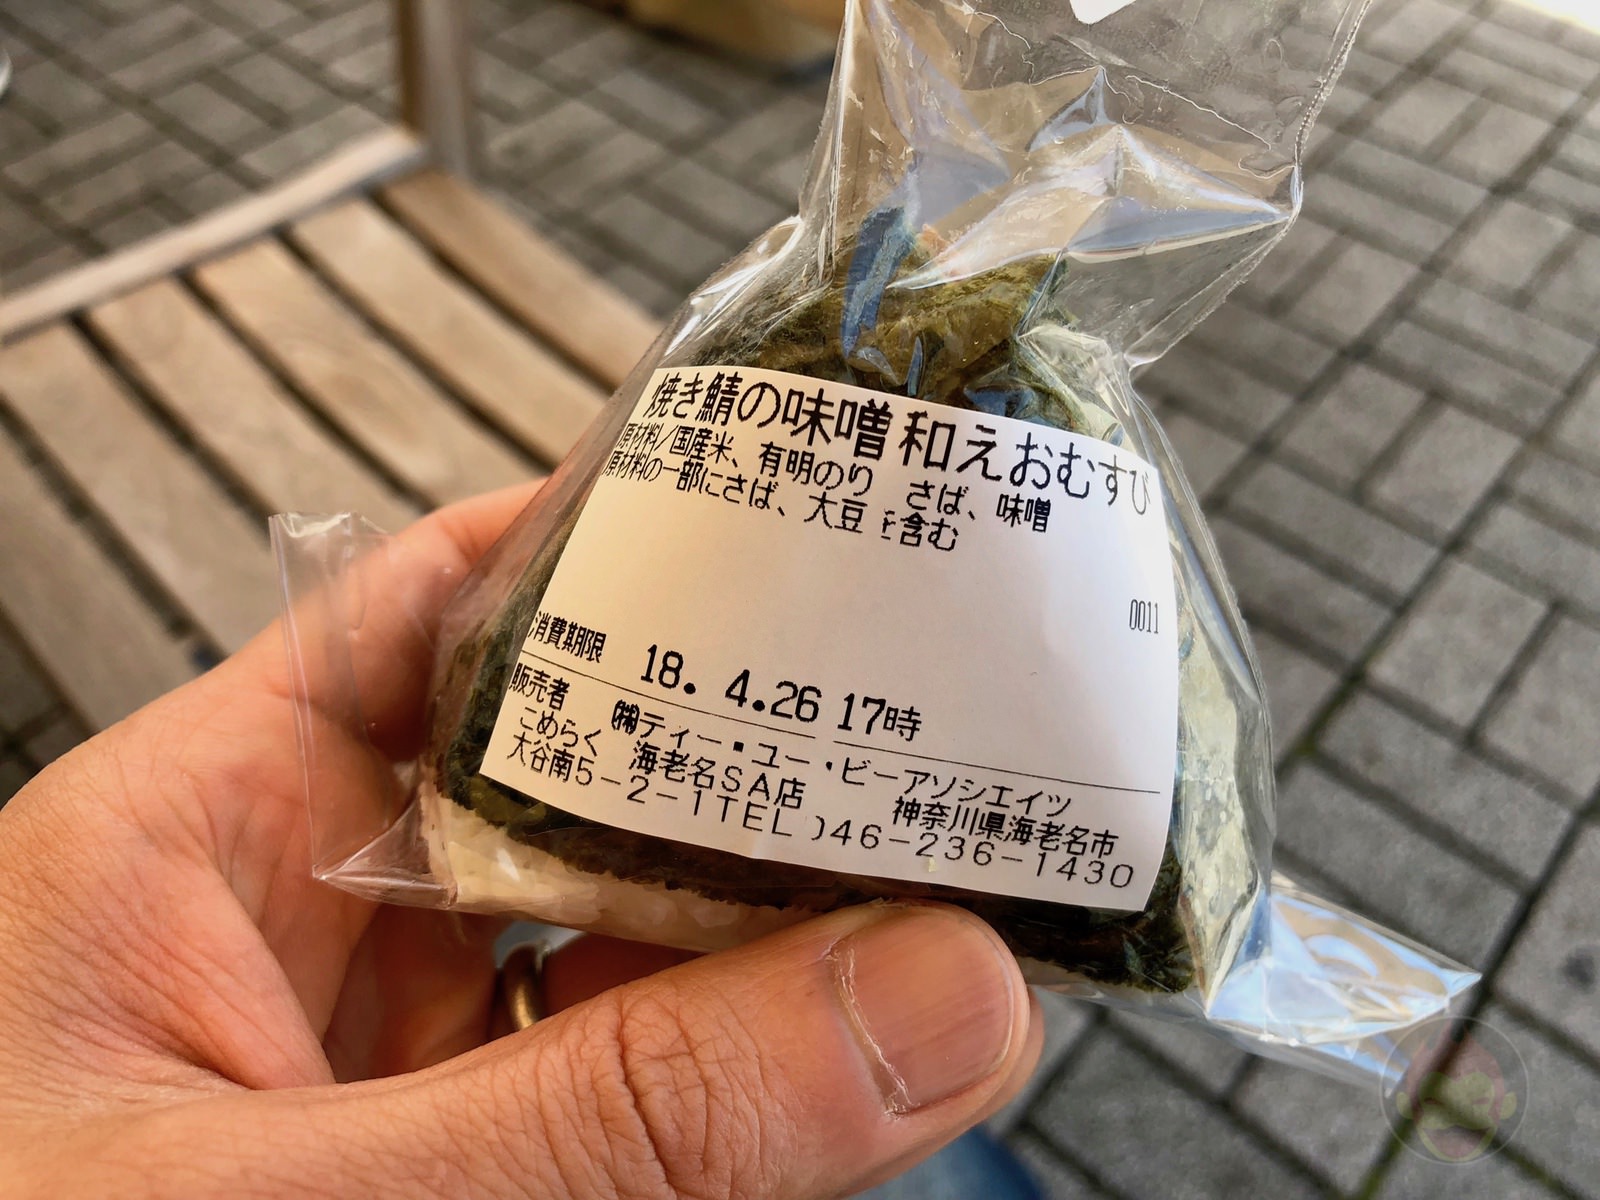 焼き鯖の味噌和えおむすび
原材料/国産米、有明のり さば、味噌
原材料の一部にさば、大豆を含む
0011
消費期限 18. 4.26 17時
販売者 ㈱ティー・ユー・ビーアソシエイツ
こめらく 海老名SA店 神奈川県海老名市
大谷南5-2-1TEL 046-236-1430